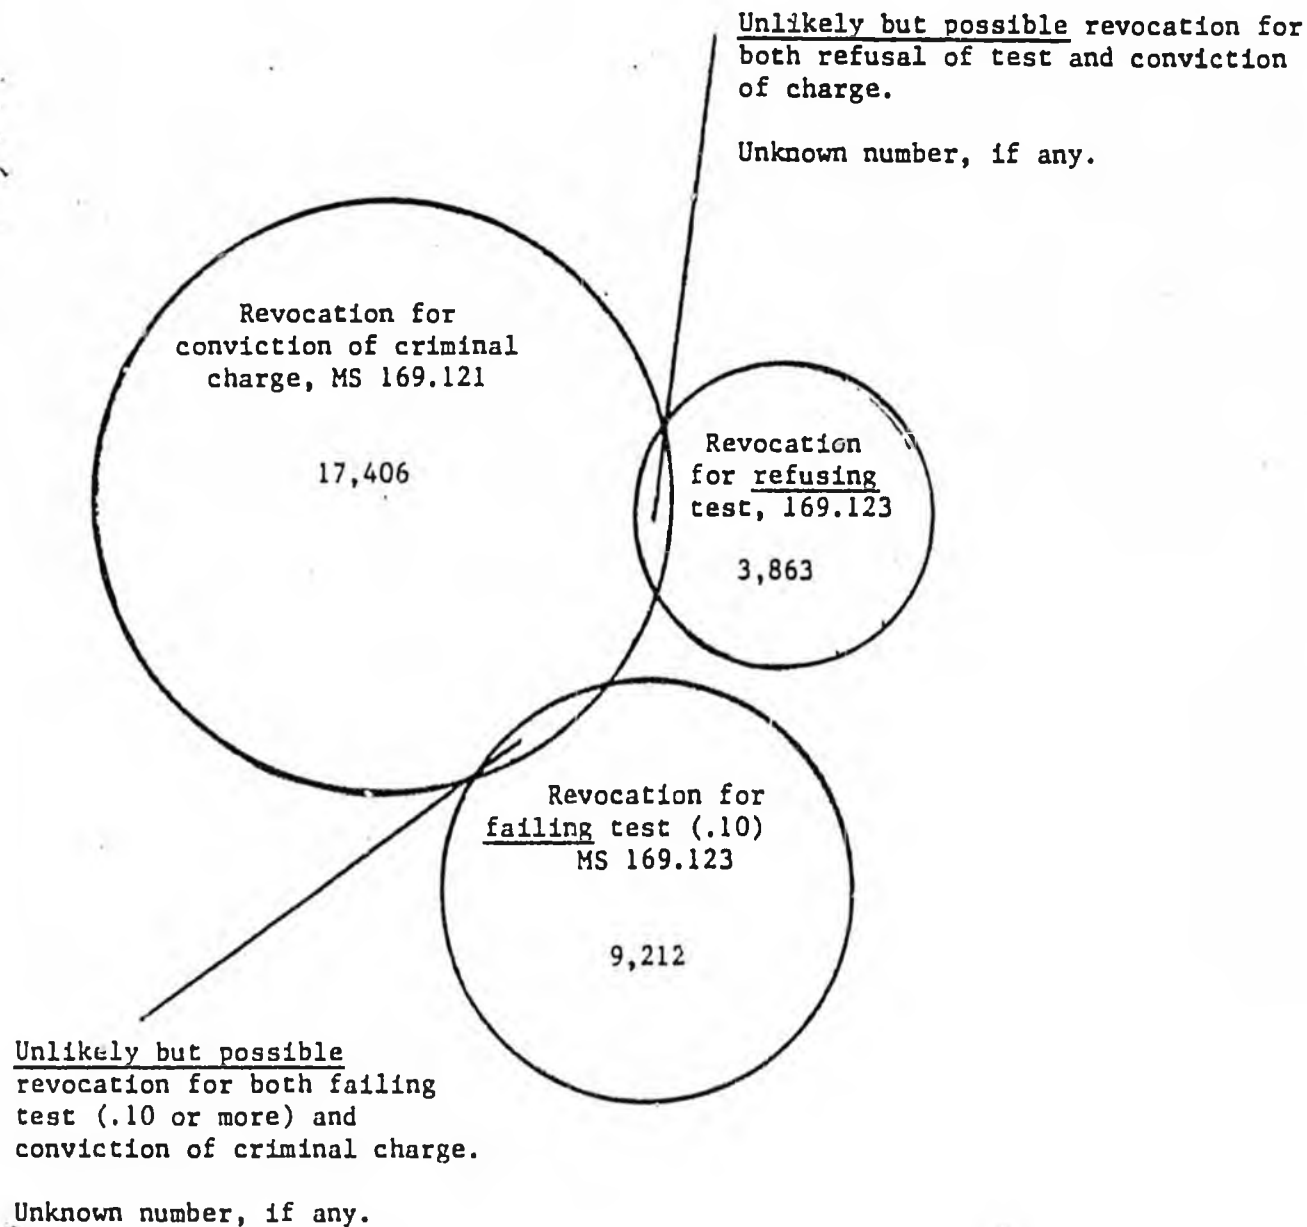 Unlikely but possible revocation for
both refusal of test and conviction
of charge.
Unknown number, if any.
Revocation for
conviction of criminal
charge, MS 169.121
17,406
Revocation
for refusing
test, 169.123
3,863
Revocation for
failing test (.10)
MS 169.123
9,212
Unlikely but possible
revocation for both failing
test (.10 or more) and
conviction of criminal charge.
Unknown number, if any.